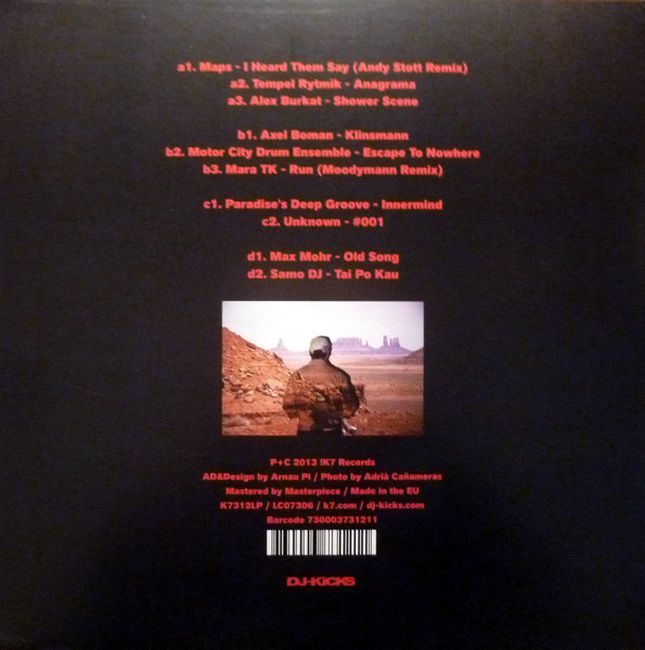 a1. Maps - I Heard Them Say (Andy Stott Remix)
a2. Tempel Rytmik - Anagrama
a3. Alex Burkat - Shower Scene
b1. Axel Boman - Klinsmann
b2. Motor City Drum Ensemble - Escape To Nowhere
b3. Mara TK - Run (Moodymann Remix)
c1. Paradise's Deep Groove - Innermind
c2. Unknown - #001
d1. Max Mohr - Old Song
d2. Samo DJ - Tai Po Kau
P+C 2013 !K7 Records
AD&Design by Arnau Pi / Photo by Adrià Cañameras
Mastered by Masterpiece / Made in the EU
K7312LP / LC07306 / k7.com / dj-kicks.com
Barcode 730003731211
DJ-KiCKS